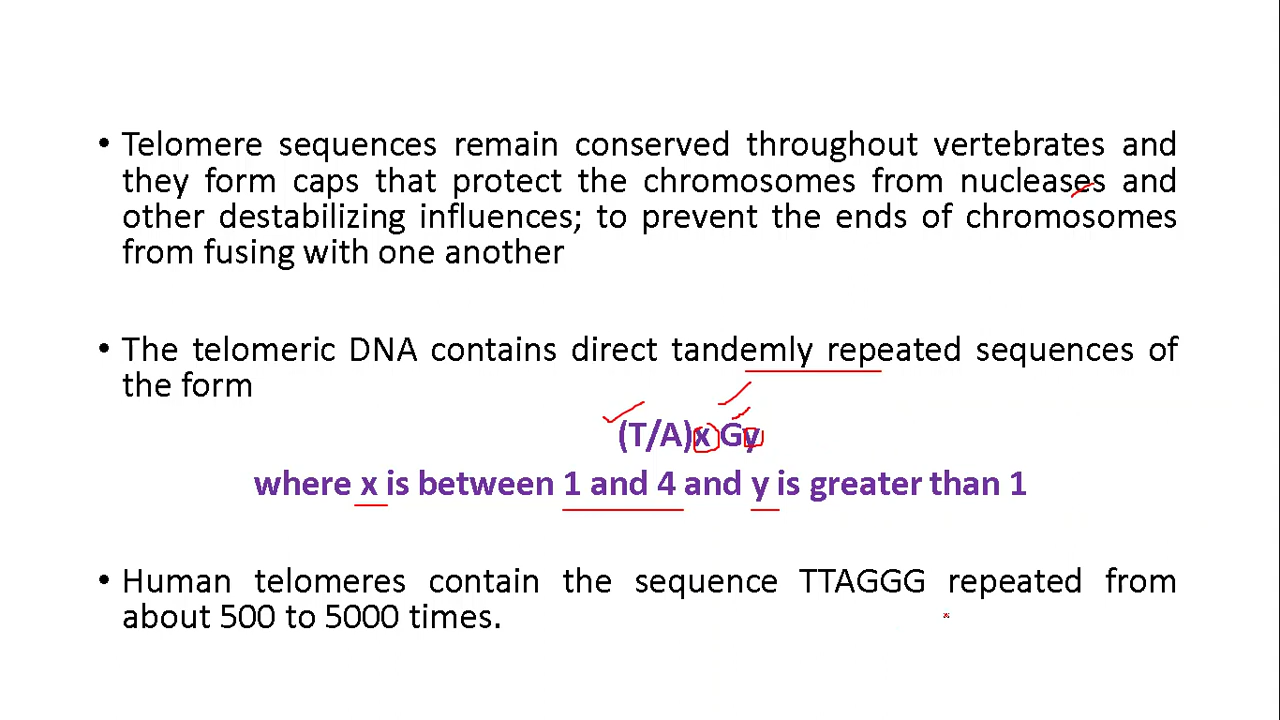 • Telomere sequences remain conserved throughout vertebrates and
they form caps that protect the chromosomes from nucleases and
other destabilizing influences; to prevent the ends of chromosomes
from fusing with one another
• The telomeric DNA contains direct tandemly repeated sequences of
the form
(T/A)x Gy
where x is between 1 and 4 and y is greater than 1
• Human telomeres contain the sequence TTAGGG repeated from
about 500 to 5000 times.